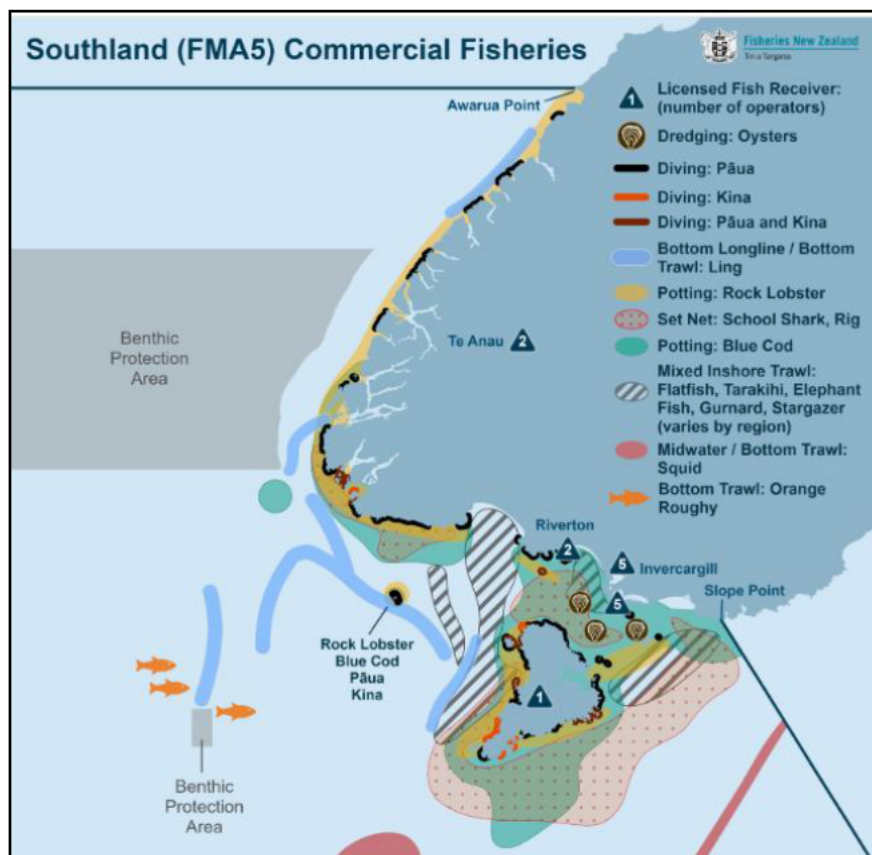 Southland (FMA5) Commercial Fisheries
Fisheries New Zealand
Tini a Tangaroa
Awarua Point
1
Licensed Fish Receiver:
(number of operators)
Dredging: Oysters
Diving: Pāua
Diving: Kina
Diving: Pāua and Kina
Bottom Longline / Bottom
Trawl: Ling
Potting: Rock Lobster
Set Net: School Shark, Rig
Potting: Blue Cod
Mixed Inshore Trawl:
Flatfish, Tarakihi, Elephant
Fish, Gurnard, Stargazer
(varies by region)
Midwater / Bottom Trawl:
Squid
Bottom Trawl: Orange
Roughy
Benthic
Protection
Area
Te Anau 2
Riverton
2
5 Invercargill
5
Slope Point
Rock Lobster
Blue Cod
Pāua
Kina
1
Benthic
Protection
Area